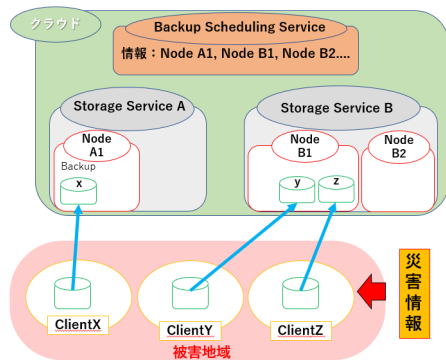 クラウド
Backup Scheduling Service
情報：Node A1, Node B1, Node B2....
Storage Service A
Storage Service B
Node
A1
Node
B1
Node
B2
Backup
x
y
z
災害情報
ClientX
ClientY
ClientZ
被害地域